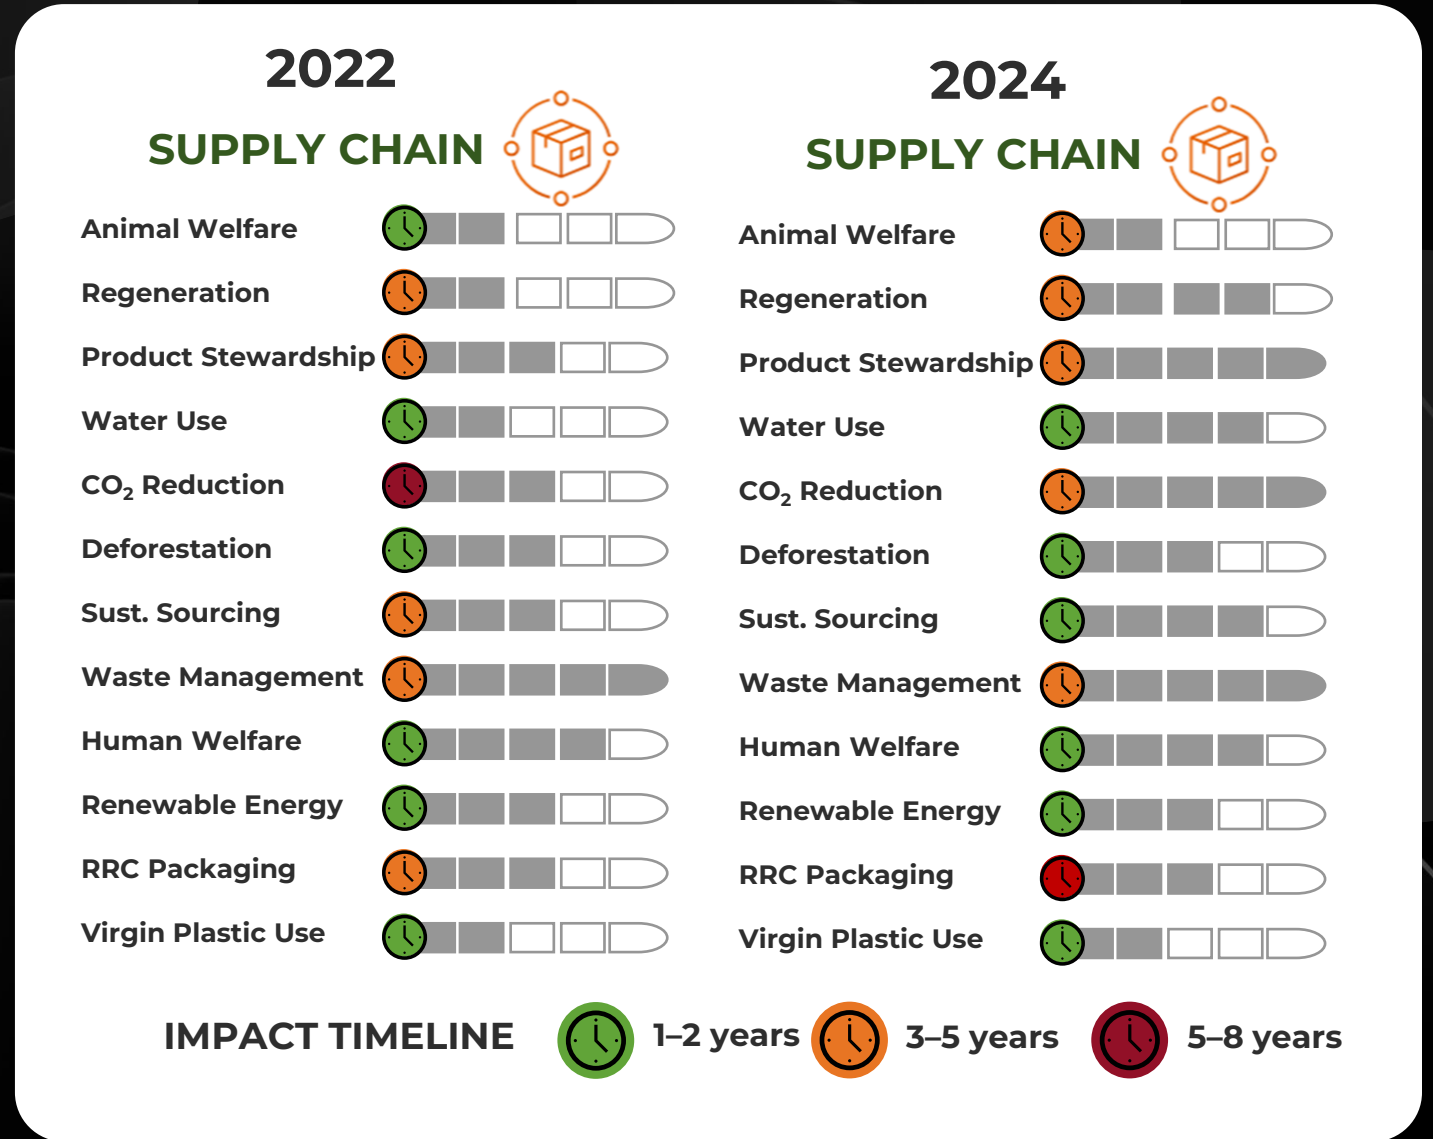 2022
SUPPLY CHAIN
Animal Welfare
Regeneration
Product Stewardship
Water Use
CO₂ Reduction
Deforestation
Sust. Sourcing
Waste Management
Human Welfare
Renewable Energy
RRC Packaging
Virgin Plastic Use
2024
SUPPLY CHAIN
Animal Welfare
Regeneration
Product Stewardship
Water Use
CO₂ Reduction
Deforestation
Sust. Sourcing
Waste Management
Human Welfare
Renewable Energy
RRC Packaging
Virgin Plastic Use
IMPACT TIMELINE 1–2 years 3–5 years 5–8 years